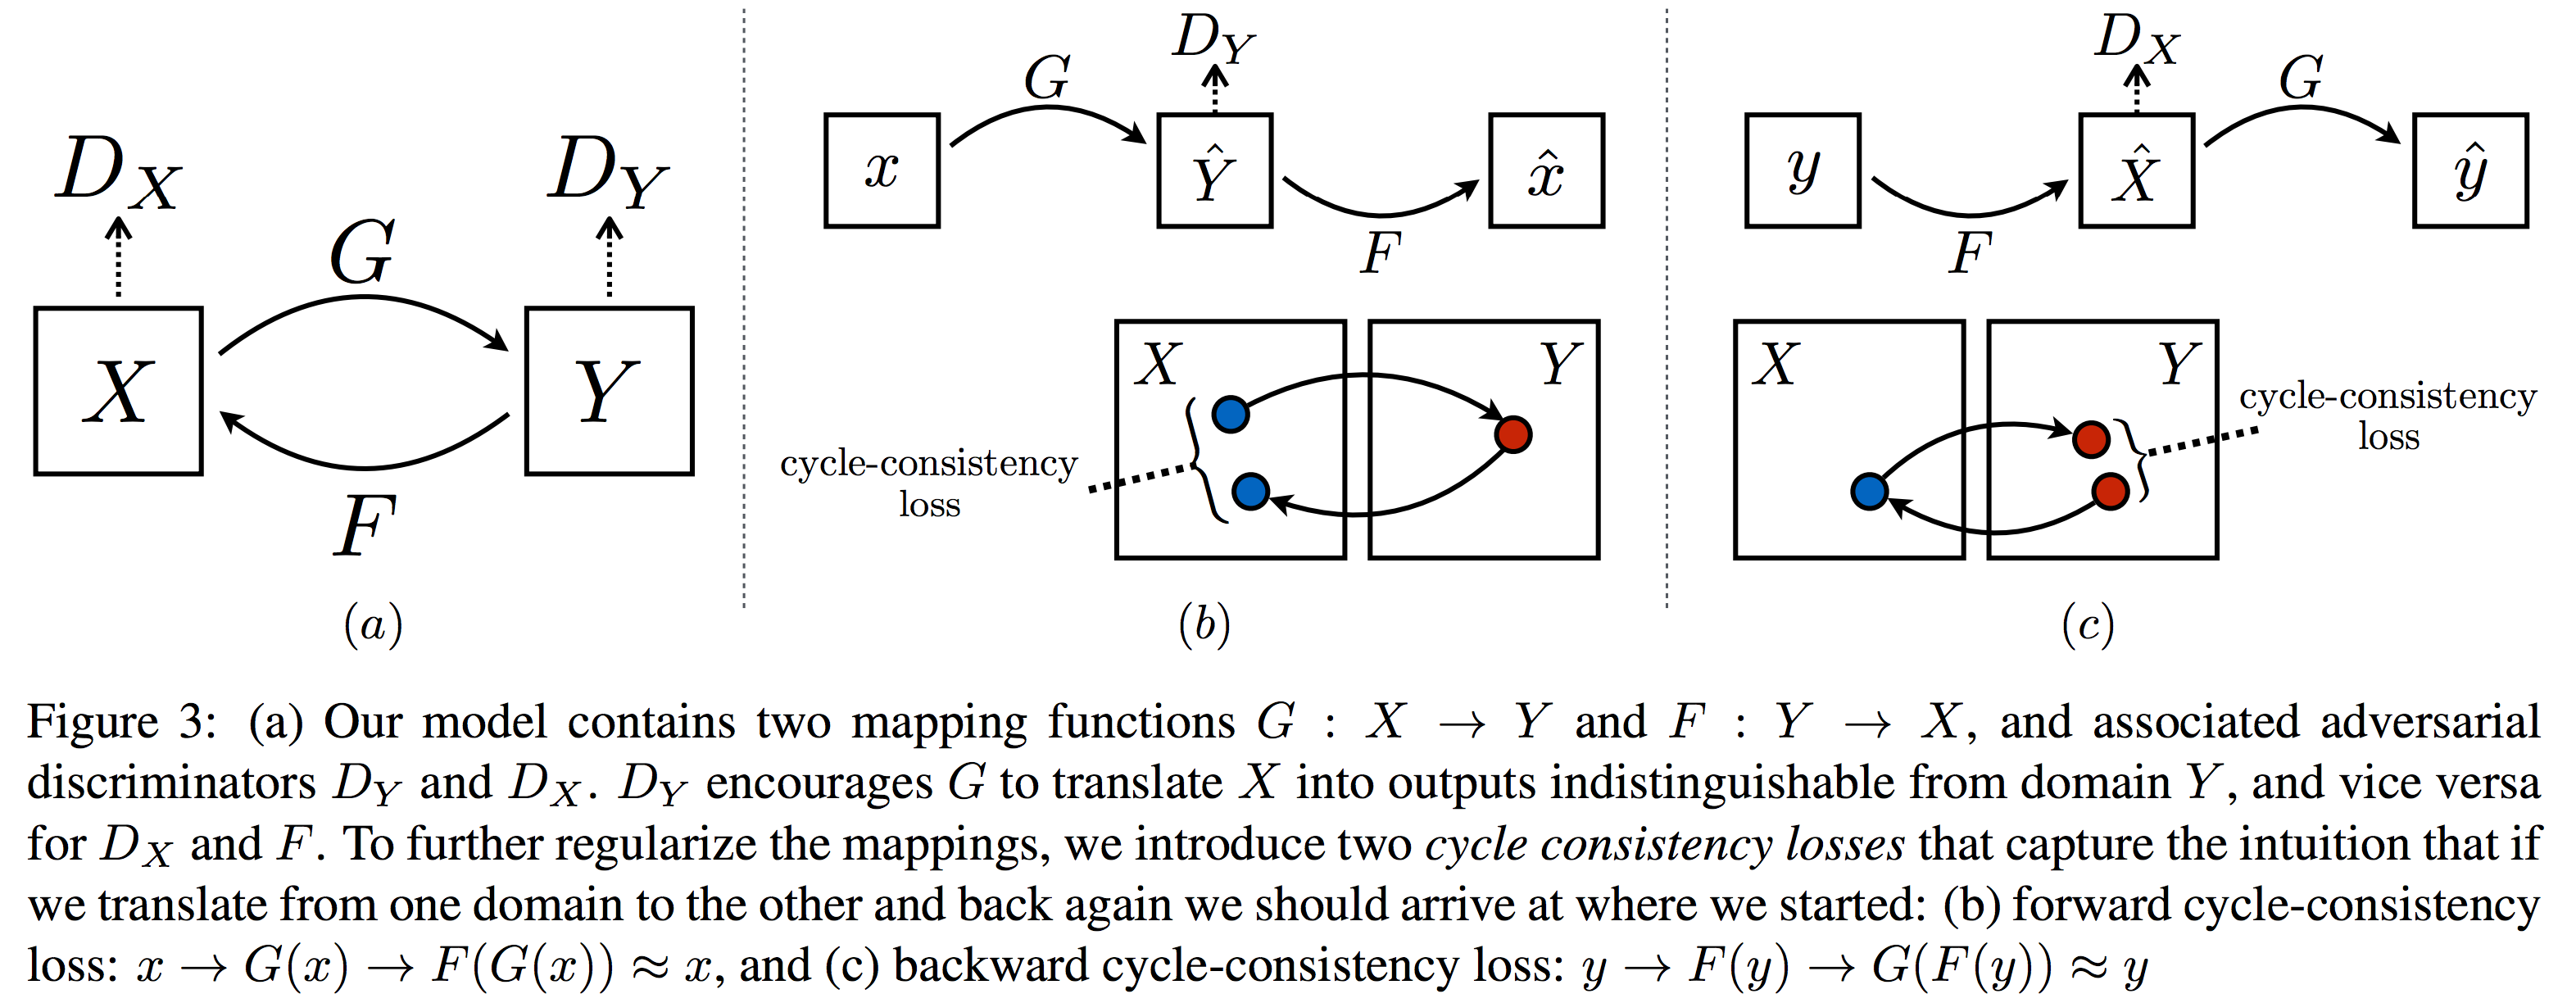 D_X
D_Y
G
X
Y
F
(a)
D_Y
G
x
Ŷ
x̂
F
X
Y
cycle-consistency
loss
(b)
D_X
G
y
X̂
ŷ
F
X
Y
cycle-consistency
loss
(c)
Figure 3: (a) Our model contains two mapping functions G : X → Y and F : Y → X, and associated adversarial
discriminators D_Y and D_X. D_Y encourages G to translate X into outputs indistinguishable from domain Y, and vice versa
for D_X and F. To further regularize the mappings, we introduce two cycle consistency losses that capture the intuition that if
we translate from one domain to the other and back again we should arrive at where we started: (b) forward cycle-consistency
loss: x → G(x) → F(G(x)) ≈ x, and (c) backward cycle-consistency loss: y → F(y) → G(F(y)) ≈ y